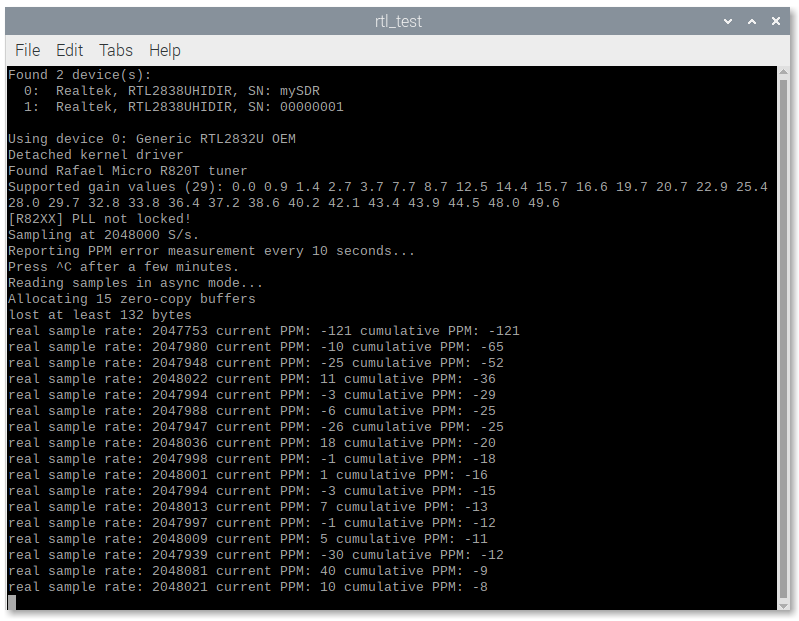 rtl_test
File Edit Tabs Help
Found 2 device(s):
  0:  Realtek, RTL2838UHIDIR, SN: mySDR
  1:  Realtek, RTL2838UHIDIR, SN: 00000001

Using device 0: Generic RTL2832U OEM
Detached kernel driver
Found Rafael Micro R820T tuner
Supported gain values (29): 0.0 0.9 1.4 2.7 3.7 7.7 8.7 12.5 14.4 15.7 16.6 19.7 20.7 22.9 25.4
28.0 29.7 32.8 33.8 36.4 37.2 38.6 40.2 42.1 43.4 43.9 44.5 48.0 49.6
[R82XX] PLL not locked!
Sampling at 2048000 S/s.
Reporting PPM error measurement every 10 seconds...
Press ^C after a few minutes.
Reading samples in async mode...
Allocating 15 zero-copy buffers
lost at least 132 bytes
real sample rate: 2047753 current PPM: -121 cumulative PPM: -121
real sample rate: 2047980 current PPM: -10 cumulative PPM: -65
real sample rate: 2047948 current PPM: -25 cumulative PPM: -52
real sample rate: 2048022 current PPM: 11 cumulative PPM: -36
real sample rate: 2047994 current PPM: -3 cumulative PPM: -29
real sample rate: 2047988 current PPM: -6 cumulative PPM: -25
real sample rate: 2047947 current PPM: -26 cumulative PPM: -25
real sample rate: 2048036 current PPM: 18 cumulative PPM: -20
real sample rate: 2047998 current PPM: -1 cumulative PPM: -18
real sample rate: 2048001 current PPM: 1 cumulative PPM: -16
real sample rate: 2047994 current PPM: -3 cumulative PPM: -15
real sample rate: 2048013 current PPM: 7 cumulative PPM: -13
real sample rate: 2047997 current PPM: -1 cumulative PPM: -12
real sample rate: 2048009 current PPM: 5 cumulative PPM: -11
real sample rate: 2047939 current PPM: -30 cumulative PPM: -12
real sample rate: 2048081 current PPM: 40 cumulative PPM: -9
real sample rate: 2048021 current PPM: 10 cumulative PPM: -8